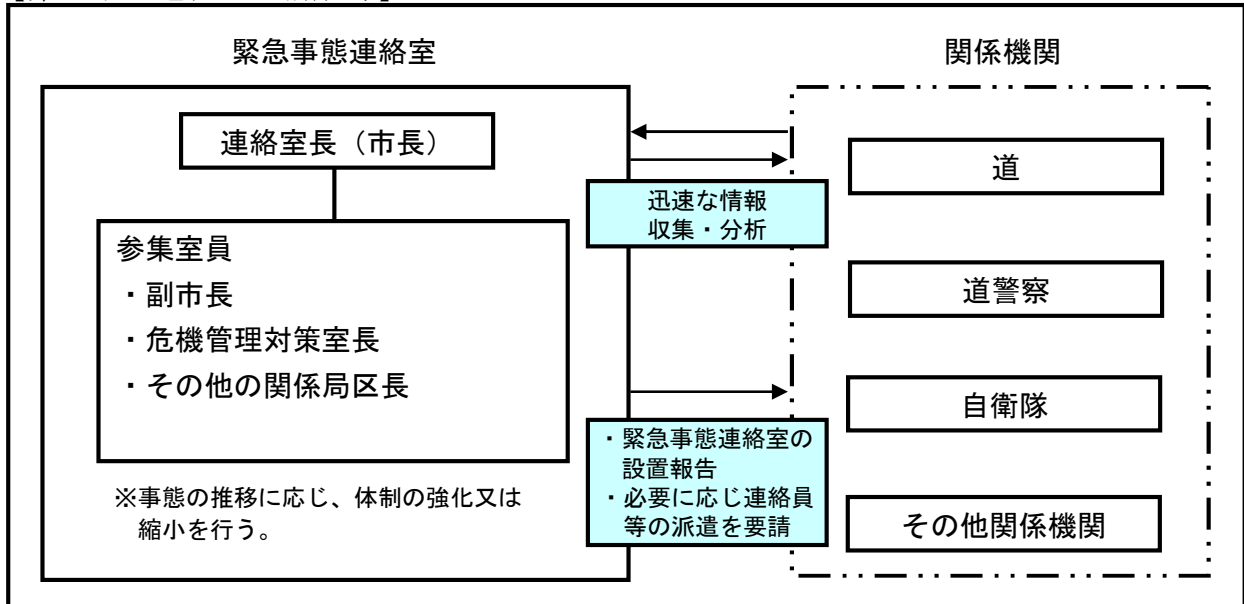 緊急事態連絡室
関係機関
連絡室長（市長）
参集室員
・副市長
・危機管理対策室長
・その他の関係局区長
※事態の推移に応じ、体制の強化又は
縮小を行う。
迅速な情報
収集・分析
・緊急事態連絡室の
設置報告
・必要に応じ連絡員
等の派遣を要請
道
道警察
自衛隊
その他関係機関